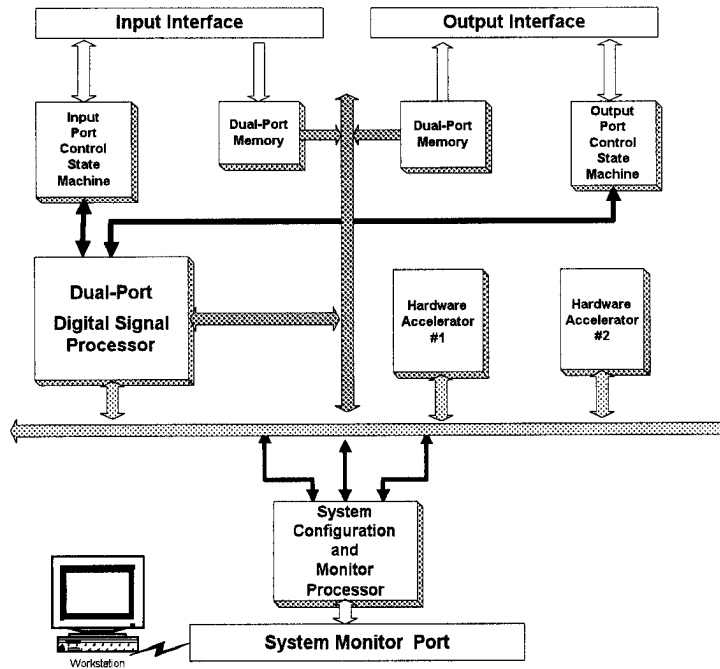 Input Interface
Output Interface
Input
Port
Control
State
Machine
Dual-Port
Memory
Dual-Port
Memory
Output
Port
Control
State
Machine
Dual-Port
Digital Signal
Processor
Hardware
Accelerator
#1
Hardware
Accelerator
#2
System
Configuration
and
Monitor
Processor
System Monitor Port
Workstation